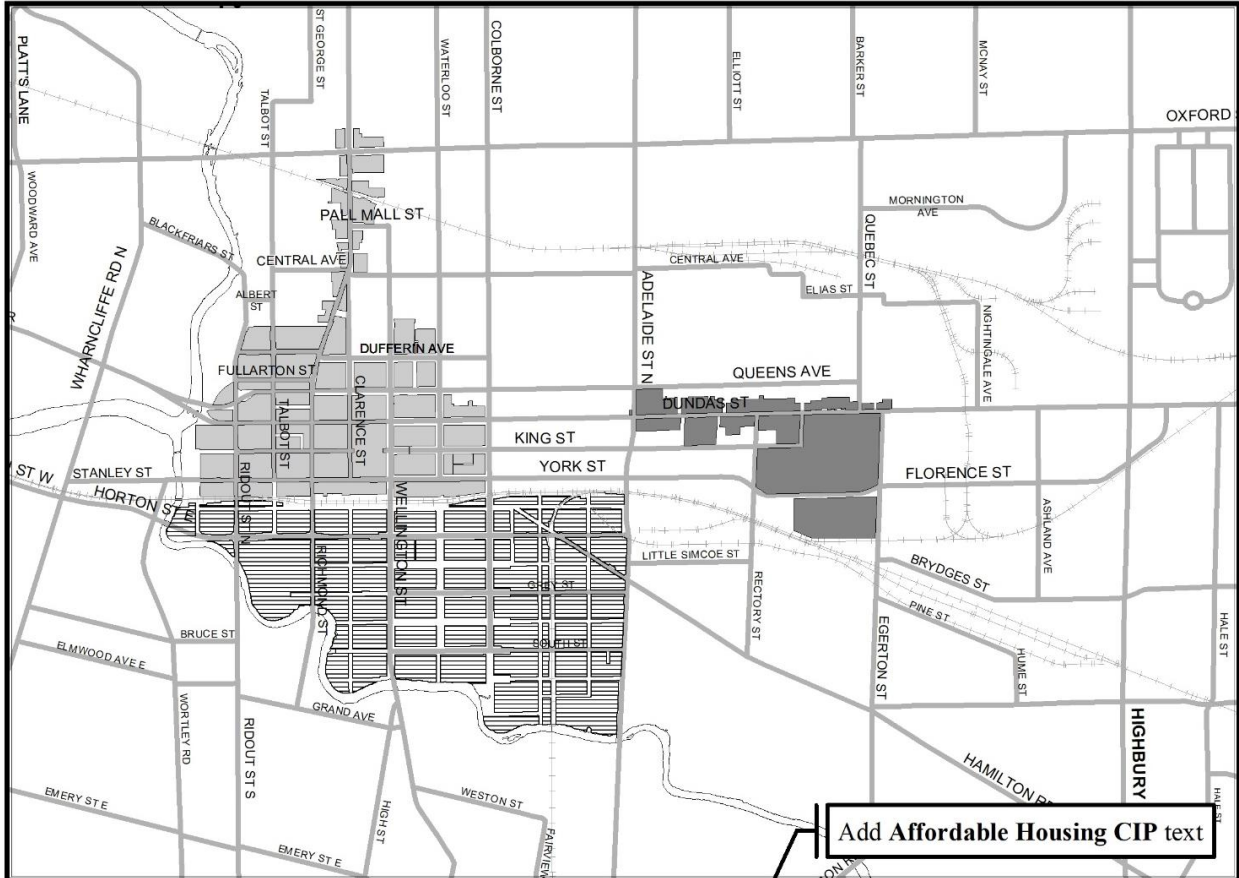 PLATT'S LANE
ST GEORGE ST
TALBOT ST
WATERLOO ST
COLBORNE ST
ELLIOTT ST
BARKER ST
MCNAY ST
OXFORD
WOODWARD AVE
BLACKFRIARS ST
PALL MALL ST
MORNINGTON
AVE
QUEBEC ST
CENTRAL AVE
CENTRAL AVE
ELIAS ST
ALBERT
ST
ADELAIDE ST N
NIGHTINGALE AVE
WHARNCLIFFE RD N
DUFFERIN AVE
FULLARTON ST
QUEENS AVE
CLARENCE ST
TALBOT ST
DUNDAS ST
KING ST
YORK ST
STANLEY ST
FLORENCE ST
ST W
HORTON ST E
RIDOUT ST N
WELLINGTON ST
ASHLAND AVE
RICHMOND ST
LITTLE SIMCOE ST
BRYDGES ST
GREY ST
RECTORY ST
PINE ST
BRUCE ST
SOUTH ST
EGERTON ST
HUME ST
HALE ST
ELMWOOD AVE E
WORTLEY RD
GRAND AVE
RIDOUT ST S
HIGHBURY
HAMILTON R
EMERY ST E
HIGH ST
WESTON ST
HALE ST
Add Affordable Housing CIP text
FAIRVIEW
EMERY ST E
ON R